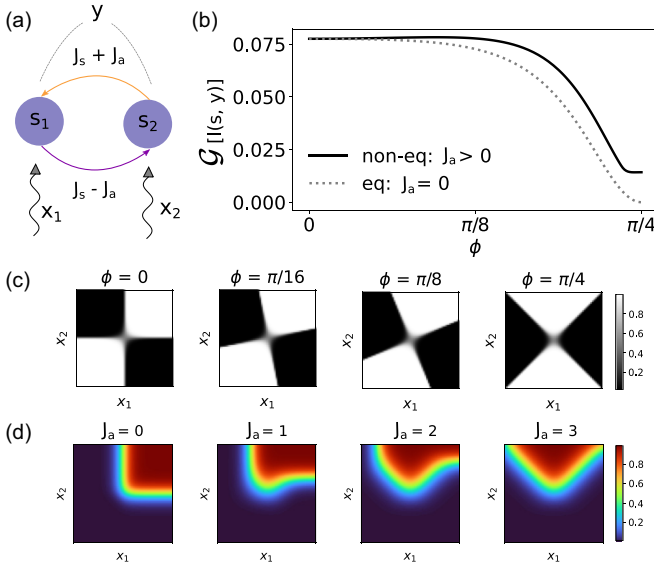 (a)
y
J_s + J_a
s_1
s_2
J_s - J_a
x_1
x_2
(b)
𝒢 [I(s, y)]
0.075
0.050
0.025
0.000
non-eq: J_a > 0
eq: J_a = 0
0
π/8
π/4
ϕ
(c)
ϕ = 0
ϕ = π/16
ϕ = π/8
ϕ = π/4
x_2
x_2
x_2
x_2
x_1
x_1
x_1
x_1
0.8
0.6
0.4
0.2
(d)
J_a = 0
J_a = 1
J_a = 2
J_a = 3
x_2
x_2
x_2
x_2
x_1
x_1
x_1
x_1
0.8
0.6
0.4
0.2